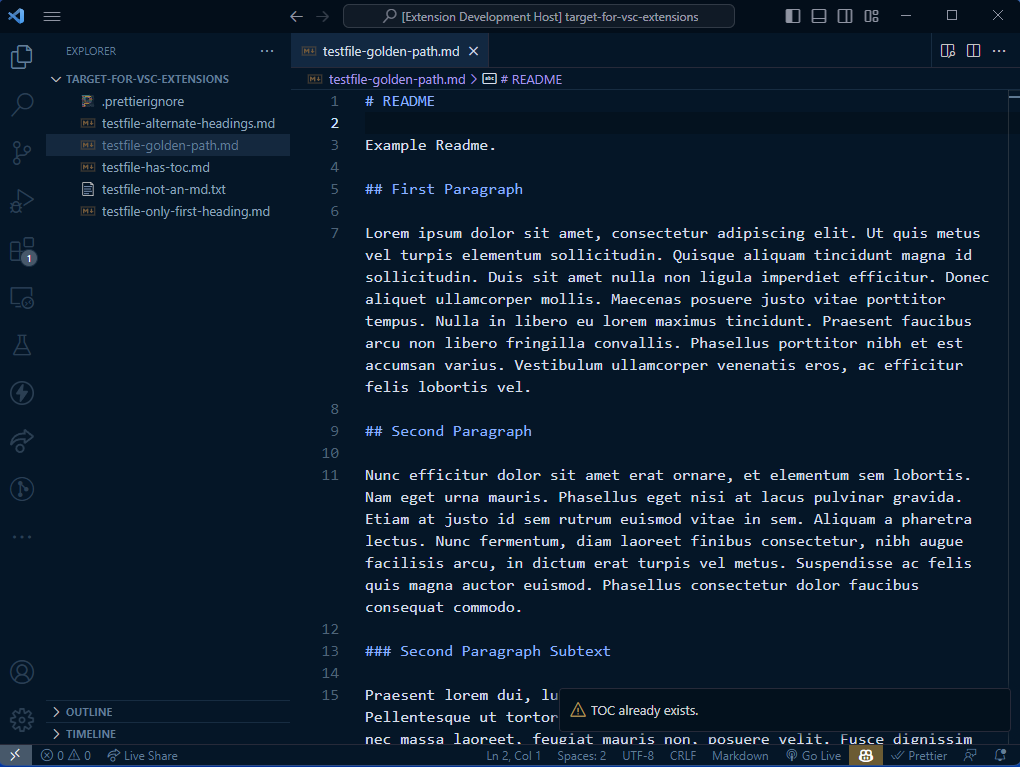 [Extension Development Host] target-for-vsc-extensions
EXPLORER
TARGET-FOR-VSC-EXTENSIONS
.prettierignore
testfile-alternate-headings.md
testfile-golden-path.md
testfile-has-toc.md
testfile-not-an-md.txt
testfile-only-first-heading.md
1
OUTLINE
TIMELINE
testfile-golden-path.md
testfile-golden-path.md > abc # README
1 # README
2
3 Example Readme.
4
5 ## First Paragraph
6
7 Lorem ipsum dolor sit amet, consectetur adipiscing elit. Ut quis metus
vel turpis elementum sollicitudin. Quisque aliquam tincidunt magna id
sollicitudin. Duis sit amet nulla non ligula imperdiet efficitur. Donec
aliquet ullamcorper mollis. Maecenas posuere justo vitae porttitor
tempus. Nulla in libero eu lorem maximus tincidunt. Praesent faucibus
arcu non libero fringilla convallis. Phasellus porttitor nibh et est
accumsan varius. Vestibulum ullamcorper venenatis eros, ac efficitur
felis lobortis vel.
8
9 ## Second Paragraph
10
11 Nunc efficitur dolor sit amet erat ornare, et elementum sem lobortis.
Nam eget urna mauris. Phasellus eget nisi at lacus pulvinar gravida.
Etiam at justo id sem rutrum euismod vitae in sem. Aliquam a pharetra
lectus. Nunc fermentum, diam laoreet finibus consectetur, nibh augue
facilisis arcu, in dictum erat turpis vel metus. Suspendisse ac felis
quis magna auctor euismod. Phasellus consectetur dolor faucibus
consequat commodo.
12
13 ### Second Paragraph Subtext
14
15 Praesent lorem dui, lu
Pellentesque ut tortor
nec massa laoreet, feugiat mauris non, posuere velit. Fusce dignissim
TOC already exists.
0 0 Live Share
Ln 2, Col 1 Spaces: 2 UTF-8 CRLF Markdown Go Live Prettier